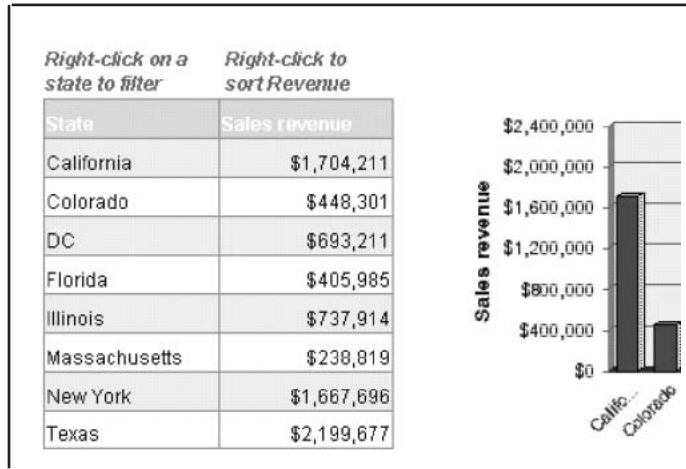 Right-click on a
state to filter
Right-click to
sort Revenue
State Sales revenue
California $1,704,211
Colorado $448,301
DC $693,211
Florida $405,985
Illinois $737,914
Massachusetts $238,819
New York $1,667,696
Texas $2,199,677
Sales revenue
$2,400,000
$2,000,000
$1,600,000
$1,200,000
$800,000
$400,000
$0
Califo...
Colorado